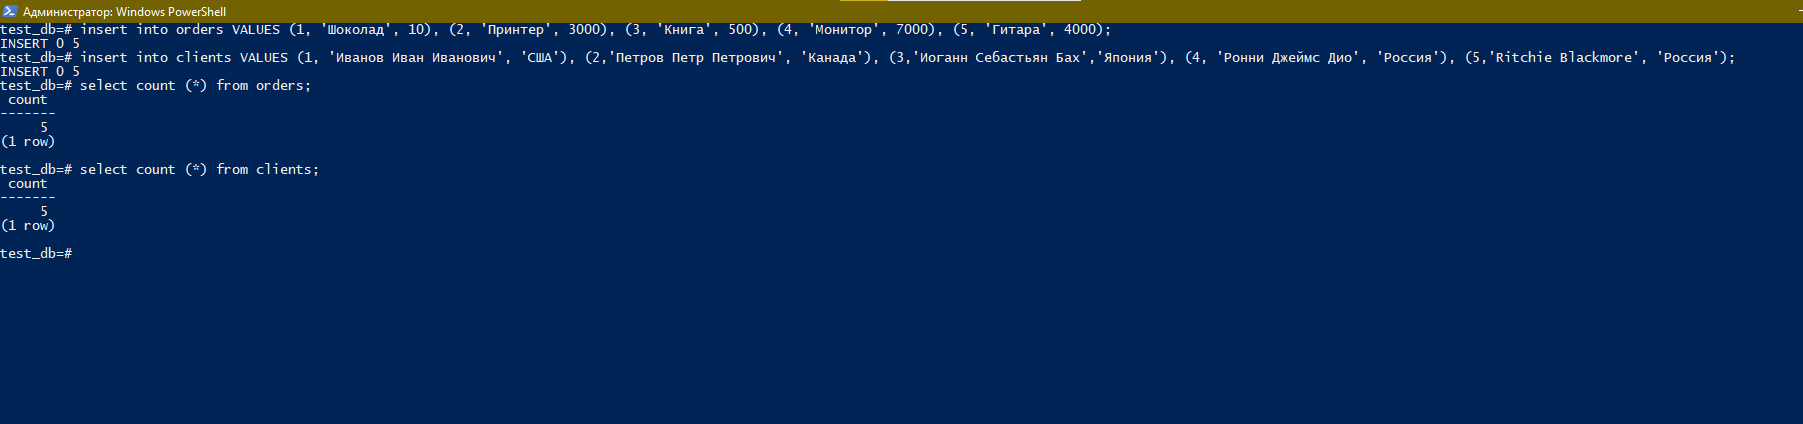 Администратор: Windows PowerShell
test_db=# insert into orders VALUES (1, 'Шоколад', 10), (2, 'Принтер', 3000), (3, 'Книга', 500), (4, 'Монитор', 7000), (5, 'Гитара', 4000);
INSERT 0 5
test_db=# insert into clients VALUES (1, 'Иванов Иван Иванович', 'США'), (2,'Петров Петр Петрович', 'Канада'), (3,'Иоганн Себастьян Бах','Япония'), (4, 'Ронни Джеймс Дио', 'Россия'), (5,'Ritchie Blackmore', 'Россия');
INSERT 0 5
test_db=# select count (*) from orders;
 count
-------
     5
(1 row)

test_db=# select count (*) from clients;
 count
-------
     5
(1 row)

test_db=#